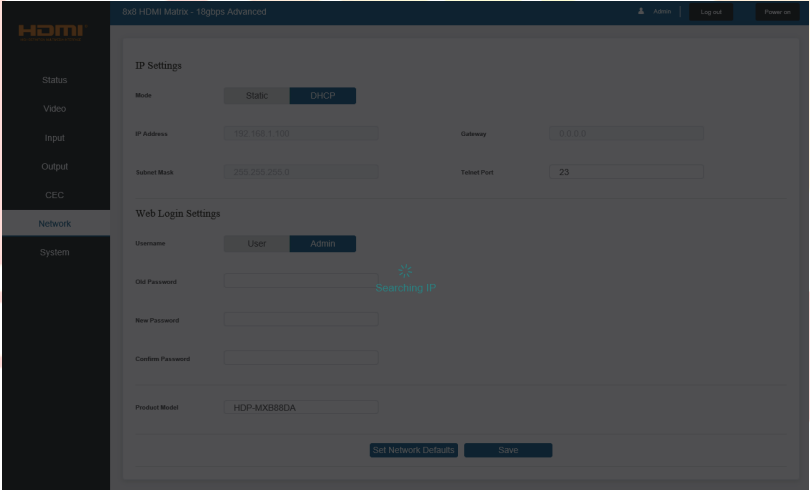 8x8 HDMI Matrix - 18gbps Advanced
Admin
Log out
Power on
HDMI
Status
Video
Input
Output
CEC
Network
System
IP Settings
Mode
Static
DHCP
IP Address
192.168.1.100
Gateway
0.0.0.0
Subnet Mask
255.255.255.0
Telnet Port
23
Web Login Settings
Username
User
Admin
Old Password
Searching IP
New Password
Confirm Password
Product Model
HDP-MXB88DA
Set Network Defaults
Save